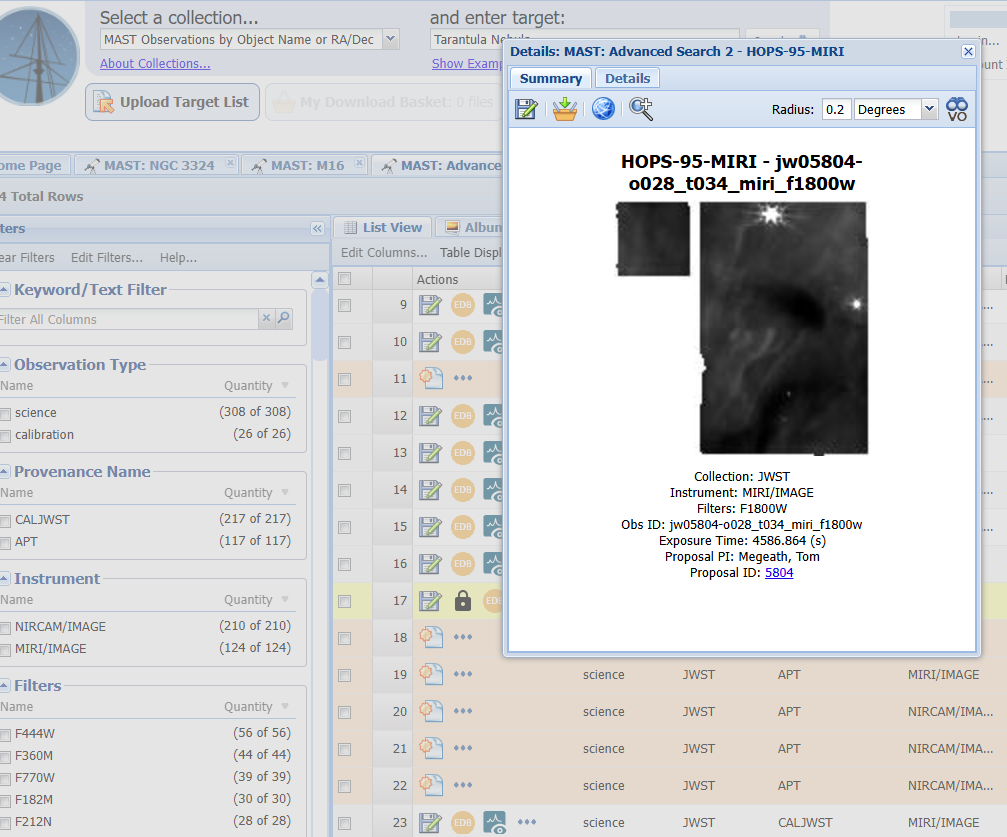 Select a collection...
and enter target:
MAST Observations by Object Name or RA/Dec
Tarantula Nebula
About Collections...
Show Examp
Upload Target List
My Download Basket: 0 files
ount
ome Page
MAST: NGC 3324
MAST: M16
MAST: Advance
4 Total Rows
ters
ear Filters
Edit Filters...
Help...
Keyword/Text Filter
Filter All Columns
Observation Type
Name
Quantity
science
(308 of 308)
calibration
(26 of 26)
Provenance Name
Name
Quantity
CALJWST
(217 of 217)
APT
(117 of 117)
Instrument
Name
Quantity
NIRCAM/IMAGE
(210 of 210)
MIRI/IMAGE
(124 of 124)
Filters
Name
Quantity
F444W
(56 of 56)
F360M
(44 of 44)
F770W
(39 of 39)
F182M
(30 of 30)
F212N
(28 of 28)
List View
Album
Edit Columns...
Table Displ
Actions
9
EDB
10
EDB
11
12
EDB
13
EDB
14
EDB
15
EDB
16
EDB
17
EDB
18
19 science JWST APT MIRI/IMAGE
20 science JWST APT NIRCAM/IMA...
21 science JWST APT NIRCAM/IMA...
22 science JWST APT NIRCAM/IMA...
23 EDB science JWST CALJWST MIRI/IMAGE
Details: MAST: Advanced Search 2 - HOPS-95-MIRI
Summary
Details
Radius: 0.2 Degrees
VO
HOPS-95-MIRI - jw05804-
o028_t034_miri_f1800w
Collection: JWST
Instrument: MIRI/IMAGE
Filters: F1800W
Obs ID: jw05804-o028_t034_miri_f1800w
Exposure Time: 4586.864 (s)
Proposal PI: Megeath, Tom
Proposal ID: 5804